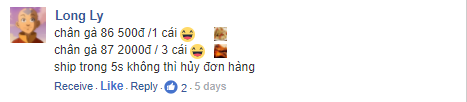 Long Ly
chân gà 86 500đ /1 cái
chân gà 87 2000đ / 3 cái
ship trong 5s không thì hủy đơn hàng
Receive · Like · Reply · 2 · 5 days